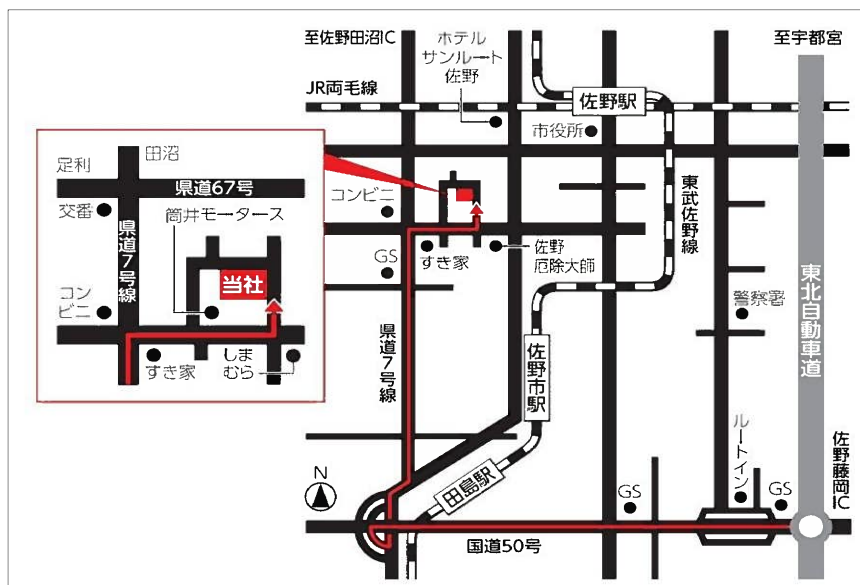 至佐野田沼IC
ホテル
サンルート
佐野
至宇都宮
JR両毛線
佐野駅
市役所
足利
田沼
県道67号
交番
筒井モータース
県道7号線
当社
コン
ビニ
すき家
しま
むら
コンビニ
東武佐野線
GS
すき家
佐野
厄除大師
県道7号線
警察署
東北自動車道
佐野市駅
田島駅
N
ルートイン
GS
GS
佐野藤岡IC
国道50号